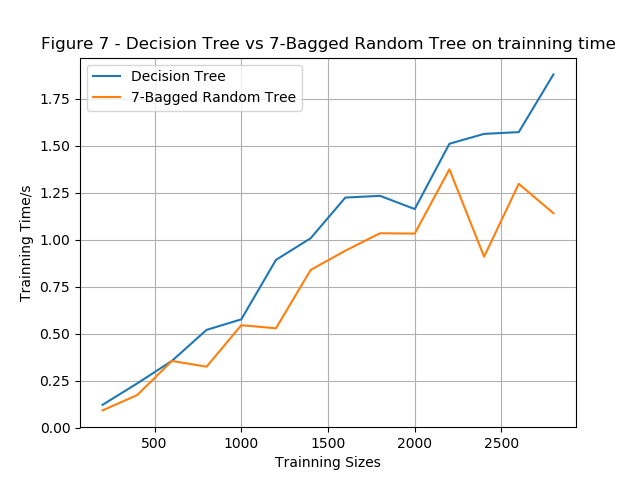 Figure 7 - Decision Tree vs 7-Bagged Random Tree on trainning time
Decision Tree
7-Bagged Random Tree
1.75
1.50
1.25
1.00
0.75
0.50
0.25
0.00
Trainning Time/s
500
1000
1500
2000
2500
Trainning Sizes